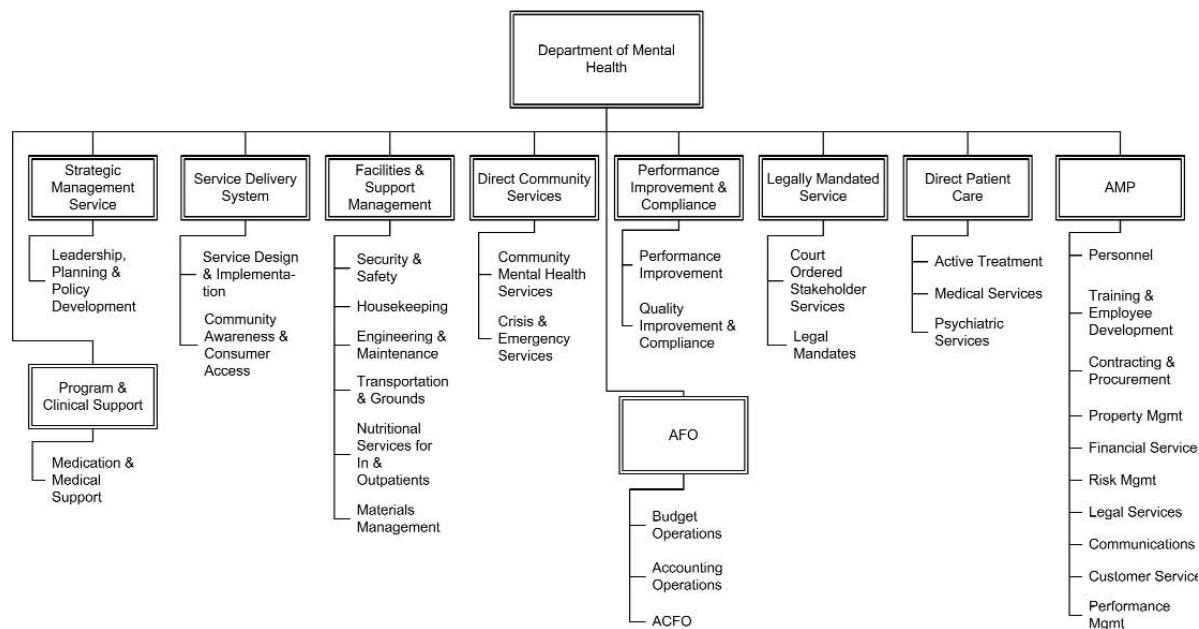 Department of Mental
Health
Strategic
Management
Service
Leadership,
Planning &
Policy
Development
Program &
Clinical Support
Medication &
Medical
Support
Service Delivery
System
Service Design
& Implementa-
tion
Community
Awareness &
Consumer
Access
Facilities &
Support
Management
Security &
Safety
Housekeeping
Engineering &
Maintenance
Transportation
& Grounds
Nutritional
Services for
In &
Outpatients
Materials
Management
Direct Community
Services
Community
Mental Health
Services
Crisis &
Emergency
Services
Performance
Improvement &
Compliance
Performance
Improvement
Quality
Improvement &
Compliance
AFO
Budget
Operations
Accounting
Operations
ACFO
Legally Mandated
Service
Court
Ordered
Stakeholder
Services
Legal
Mandates
Direct Patient
Care
Active Treatment
Medical Services
Psychiatric
Services
AMP
Personnel
Training &
Employee
Development
Contracting &
Procurement
Property Mgmt
Financial Service
Risk Mgmt
Legal Services
Communications
Customer Service
Performance
Mgmt